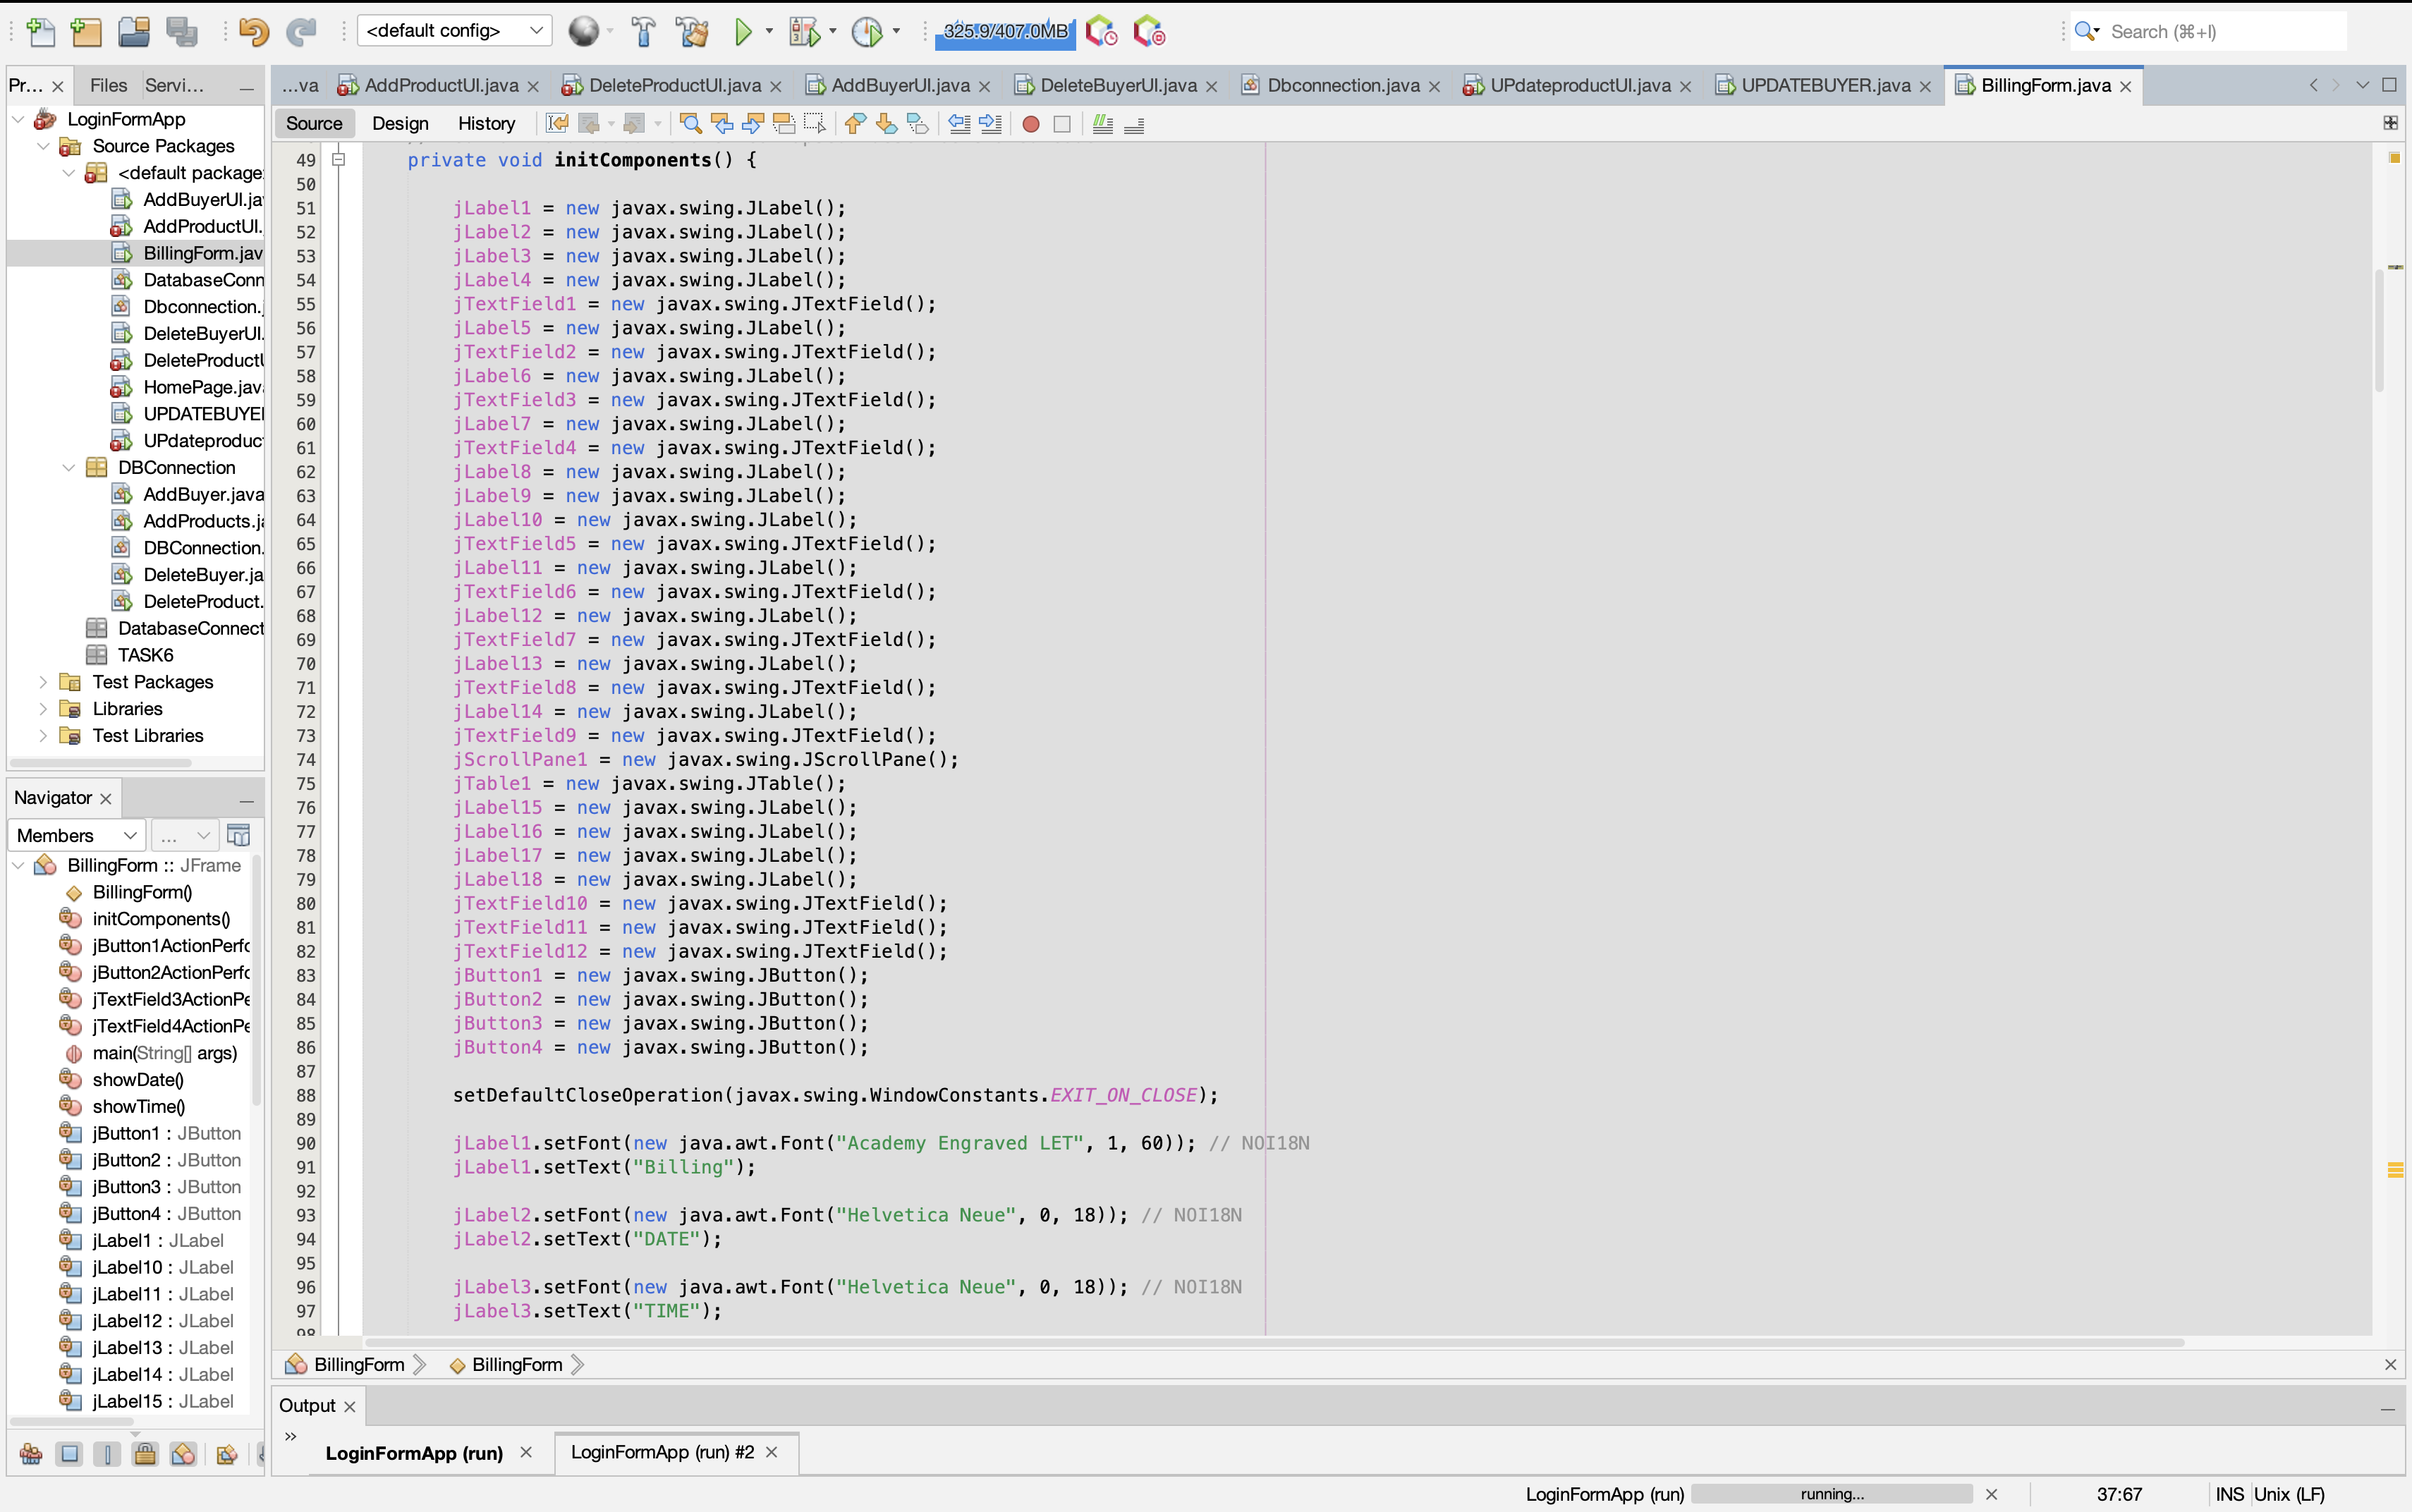 <default config>
325.9/407.0MB
Search (⌘+I)
Pr...
Files
Servi...
...va
AddProductUI.java
DeleteProductUI.java
AddBuyerUI.java
DeleteBuyerUI.java
Dbconnection.java
UPdateproductUI.java
UPDATEBUYER.java
BillingForm.java
Source
Design
History
LoginFormApp
Source Packages
<default package
AddBuyerUI.ja
AddProductUI.
BillingForm.jav
DatabaseConn
Dbconnection.
DeleteBuyerUI.
DeleteProductU
HomePage.jav
UPDATEBUYE
UPdateproduc
DBConnection
AddBuyer.java
AddProducts.j
DBConnection.
DeleteBuyer.ja
DeleteProduct.
DatabaseConnect
TASK6
Test Packages
Libraries
Test Libraries
Navigator
Members
...
BillingForm :: JFrame
BillingForm()
initComponents()
jButton1ActionPerfo
jButton2ActionPerfo
jTextField3ActionPe
jTextField4ActionPe
main(String[] args)
showDate()
showTime()
jButton1 : JButton
jButton2 : JButton
jButton3 : JButton
jButton4 : JButton
jLabel1 : JLabel
jLabel10 : JLabel
jLabel11 : JLabel
jLabel12 : JLabel
jLabel13 : JLabel
jLabel14 : JLabel
jLabel15 : JLabel
49 private void initComponents() {
50
51 jLabel1 = new javax.swing.JLabel();
52 jLabel2 = new javax.swing.JLabel();
53 jLabel3 = new javax.swing.JLabel();
54 jLabel4 = new javax.swing.JLabel();
55 jTextField1 = new javax.swing.JTextField();
56 jLabel5 = new javax.swing.JLabel();
57 jTextField2 = new javax.swing.JTextField();
58 jLabel6 = new javax.swing.JLabel();
59 jTextField3 = new javax.swing.JTextField();
60 jLabel7 = new javax.swing.JLabel();
61 jTextField4 = new javax.swing.JTextField();
62 jLabel8 = new javax.swing.JLabel();
63 jLabel9 = new javax.swing.JLabel();
64 jLabel10 = new javax.swing.JLabel();
65 jTextField5 = new javax.swing.JTextField();
66 jLabel11 = new javax.swing.JLabel();
67 jTextField6 = new javax.swing.JTextField();
68 jLabel12 = new javax.swing.JLabel();
69 jTextField7 = new javax.swing.JTextField();
70 jLabel13 = new javax.swing.JLabel();
71 jTextField8 = new javax.swing.JTextField();
72 jLabel14 = new javax.swing.JLabel();
73 jTextField9 = new javax.swing.JTextField();
74 jScrollPane1 = new javax.swing.JScrollPane();
75 jTable1 = new javax.swing.JTable();
76 jLabel15 = new javax.swing.JLabel();
77 jLabel16 = new javax.swing.JLabel();
78 jLabel17 = new javax.swing.JLabel();
79 jLabel18 = new javax.swing.JLabel();
80 jTextField10 = new javax.swing.JTextField();
81 jTextField11 = new javax.swing.JTextField();
82 jTextField12 = new javax.swing.JTextField();
83 jButton1 = new javax.swing.JButton();
84 jButton2 = new javax.swing.JButton();
85 jButton3 = new javax.swing.JButton();
86 jButton4 = new javax.swing.JButton();
87
88 setDefaultCloseOperation(javax.swing.WindowConstants.EXIT_ON_CLOSE);
89
90 jLabel1.setFont(new java.awt.Font("Academy Engraved LET", 1, 60)); // NOI18N
91 jLabel1.setText("Billing");
92
93 jLabel2.setFont(new java.awt.Font("Helvetica Neue", 0, 18)); // NOI18N
94 jLabel2.setText("DATE");
95
96 jLabel3.setFont(new java.awt.Font("Helvetica Neue", 0, 18)); // NOI18N
97 jLabel3.setText("TIME");
98
BillingForm
BillingForm
Output
LoginFormApp (run)
LoginFormApp (run) #2
LoginFormApp (run)
running...
37:67
INS
Unix (LF)